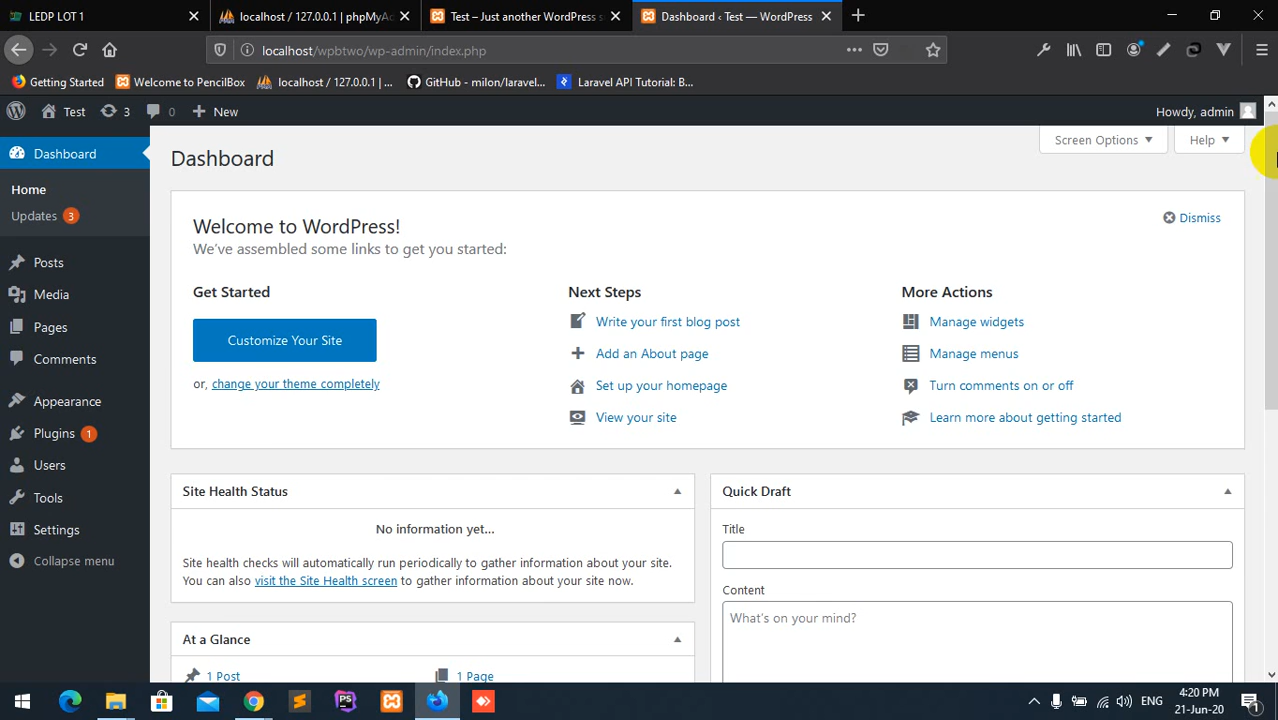 LEDP LOT 1
localhost / 127.0.0.1 | phpMyAc
Test – Just another WordPress s
Dashboard ‹ Test — WordPress
localhost/wpbtwo/wp-admin/index.php
Getting Started
Welcome to PencilBox
localhost / 127.0.0.1 | ...
GitHub - milon/laravel...
Laravel API Tutorial: B...
Test
3
0
New
Howdy, admin
Dashboard
Home
Updates 3
Posts
Media
Pages
Comments
Appearance
Plugins 1
Users
Tools
Settings
Collapse menu
Screen Options
Help
Dashboard
Welcome to WordPress!
We've assembled some links to get you started:
Dismiss
Get Started
Customize Your Site
or, change your theme completely
Next Steps
Write your first blog post
Add an About page
Set up your homepage
View your site
More Actions
Manage widgets
Manage menus
Turn comments on or off
Learn more about getting started
Site Health Status
No information yet...
Site health checks will automatically run periodically to gather information about your site.
You can also visit the Site Health screen to gather information about your site now.
At a Glance
1 Post
1 Page
Quick Draft
Title
Content
What's on your mind?
ENG
4:20 PM
21-Jun-20
1